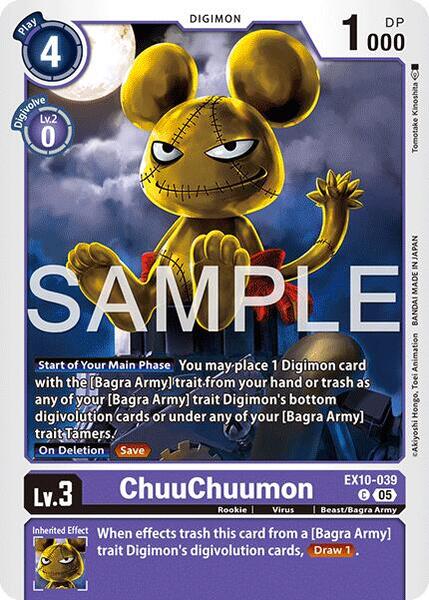 DIGIMON
Play
4
1000
DP
Digivolve
Lv.2
0
Tomotake Kinoshita
SAMPLE
©Akiyoshi Hongo, Toei Animation BANDAI MADE IN JAPAN
Start of Your Main Phase You may place 1 Digimon card
with the [Bagra Army] trait from your hand or trash as
any of your [Bagra Army] trait Digimon's bottom
digivolution cards or under any of your [Bagra Army]
trait Tamers.
On Deletion Save
EX10-039
Lv.3
ChuuChuumon
C 05
Rookie | Virus | Beast/Bagra Army
Inherited Effect
When effects trash this card from a [Bagra Army]
trait Digimon's digivolution cards, Draw 1.